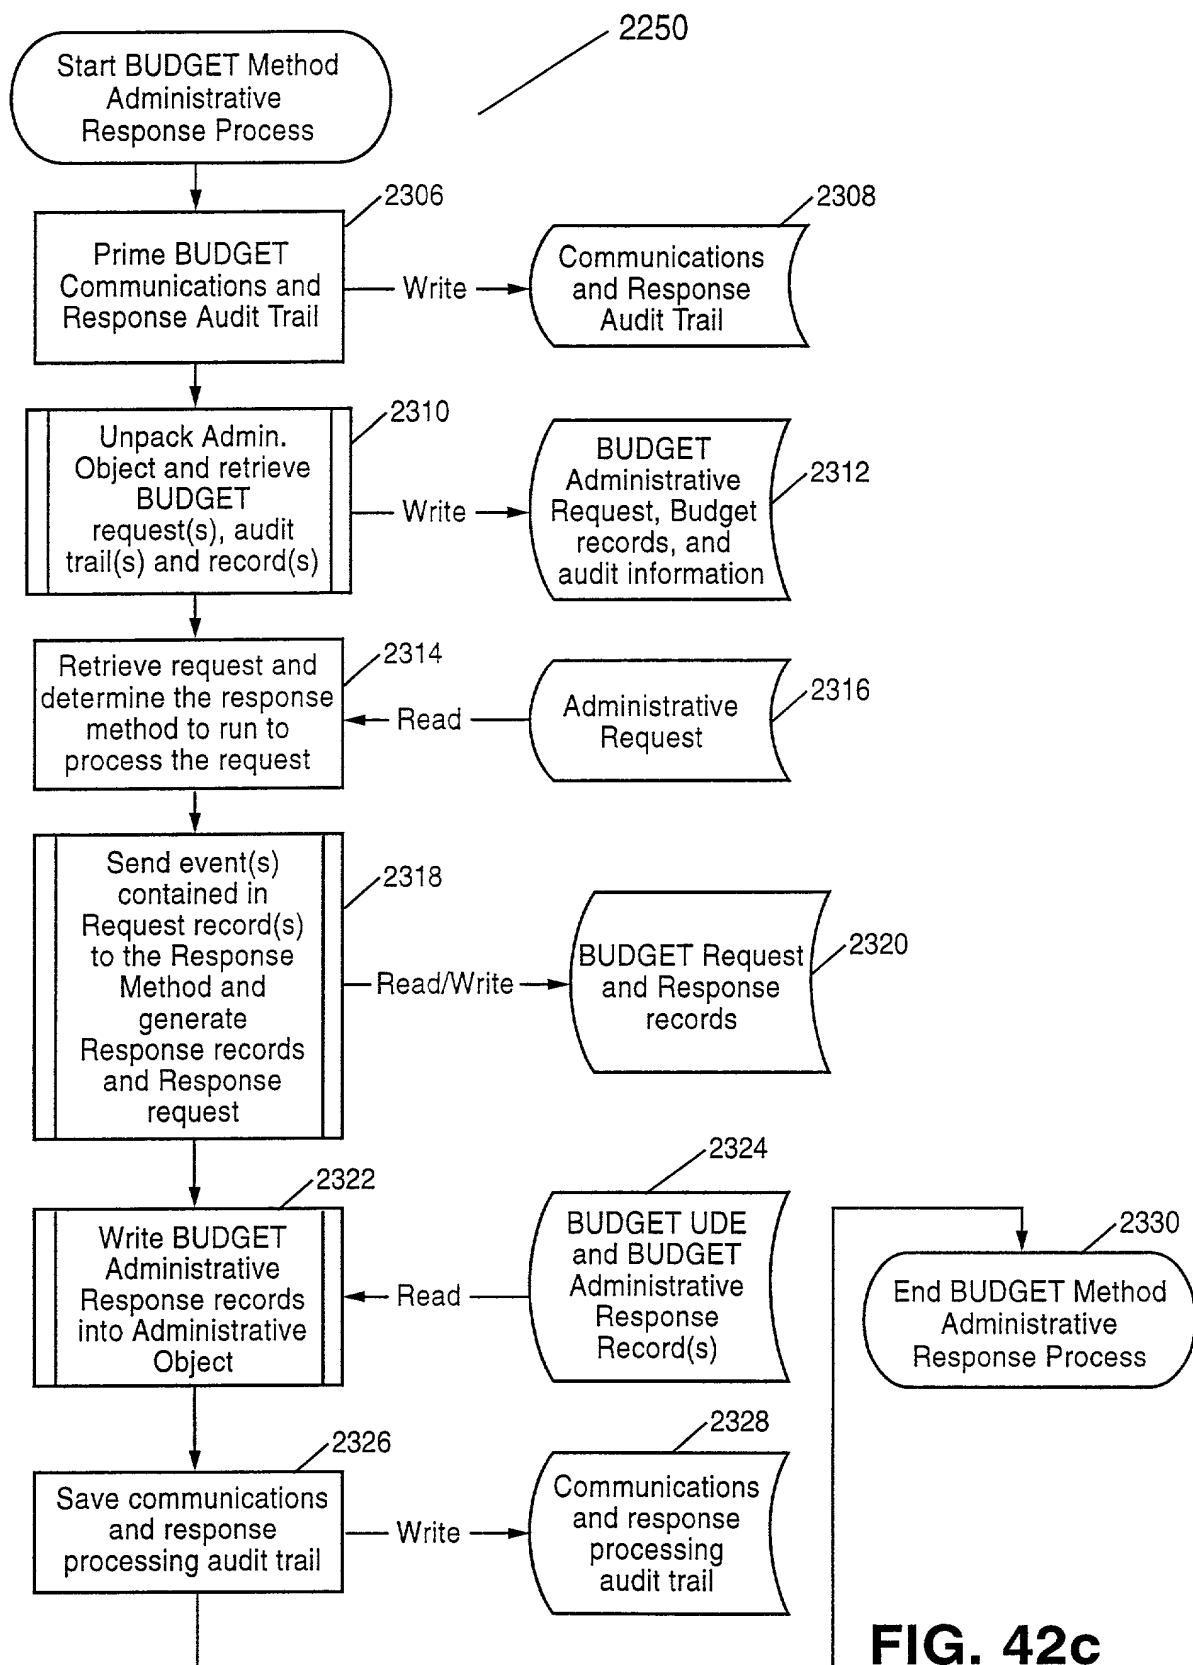 2250
Start BUDGET Method
Administrative
Response Process
2306
Prime BUDGET
Communications and
Response Audit Trail
Write
2308
Communications
and Response
Audit Trail
2310
Unpack Admin.
Object and retrieve
BUDGET
request(s), audit
trail(s) and record(s)
Write
BUDGET
Administrative
Request, Budget
records, and
audit information
2312
2314
Retrieve request and
determine the response
method to run to
process the request
Read
Administrative
Request
2316
Send event(s)
contained in
Request record(s)
to the Response
Method and
generate
Response records
and Response
request
2318
Read/Write
BUDGET Request
and Response
records
2320
2322
Write BUDGET
Administrative
Response records
into Administrative
Object
Read
2324
BUDGET UDE
and BUDGET
Administrative
Response
Record(s)
2326
Save communications
and response
processing audit trail
Write
2328
Communications
and response
processing
audit trail
2330
End BUDGET Method
Administrative
Response Process
FIG. 42c